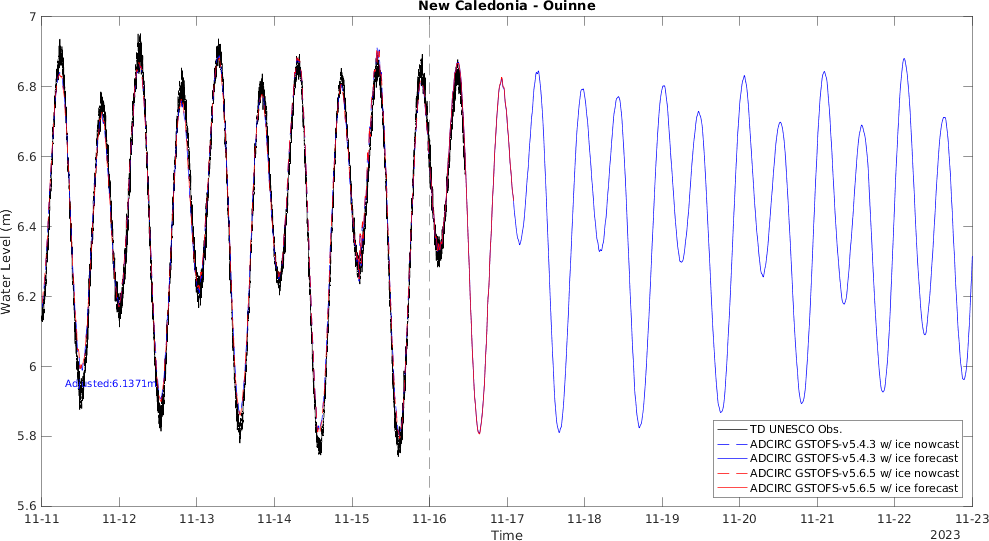 New Caledonia - Ouinne
7
6.8
6.6
6.4
6.2
6
5.8
5.6
Water Level (m)
Adjusted:6.1371m
TD UNESCO Obs.
ADCIRC GSTOFS-v5.4.3 w/ ice nowcast
ADCIRC GSTOFS-v5.4.3 w/ ice forecast
ADCIRC GSTOFS-v5.6.5 w/ ice nowcast
ADCIRC GSTOFS-v5.6.5 w/ ice forecast
11-11 11-12 11-13 11-14 11-15 11-16 11-17 11-18 11-19 11-20 11-21 11-22 11-23
Time
2023